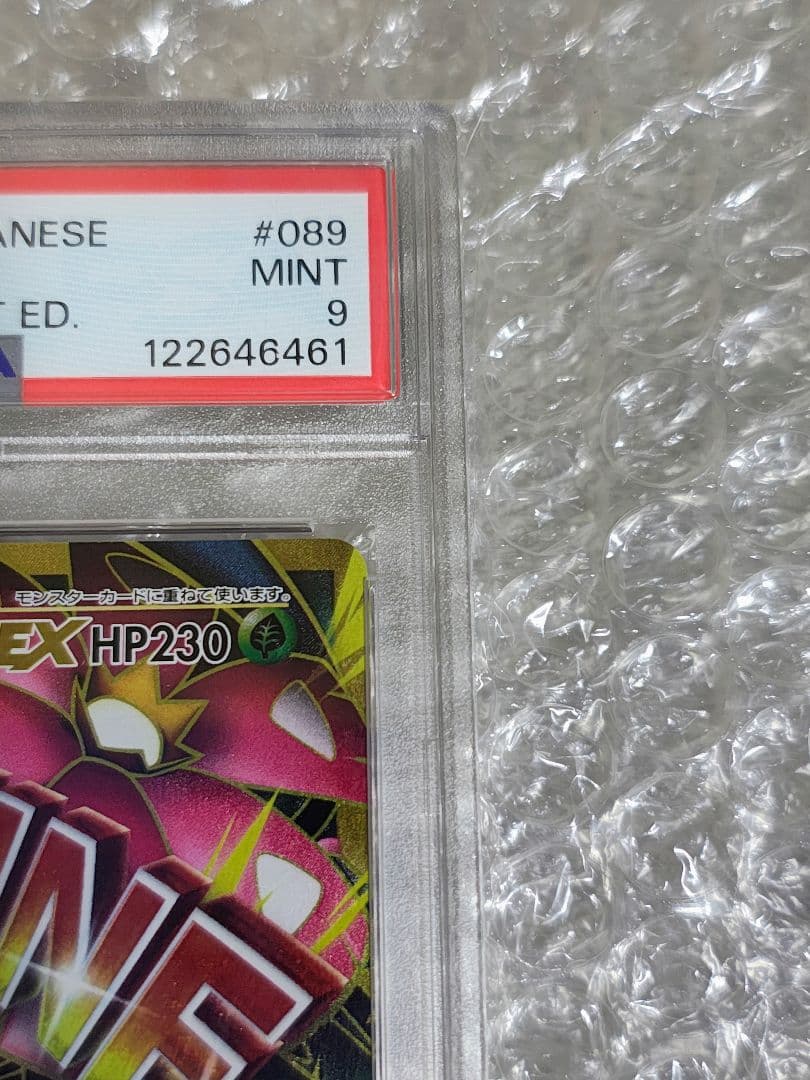 ANESE #089
MINT
T ED. 9
A 122646461
モンスターカードに重ねて使います。
EX HP230
INE